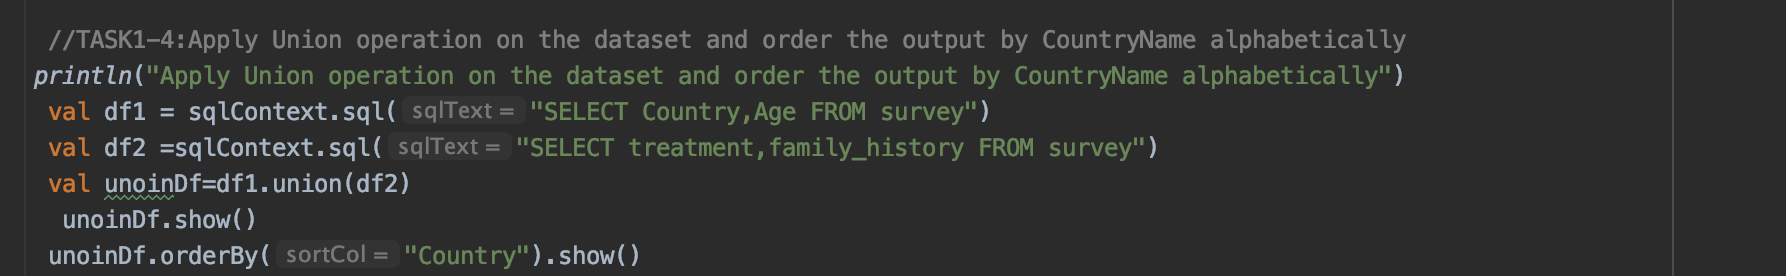 //TASK1-4:Apply Union operation on the dataset and order the output by CountryName alphabetically
println("Apply Union operation on the dataset and order the output by CountryName alphabetically")
val df1 = sqlContext.sql( sqlText = "SELECT Country,Age FROM survey")
val df2 =sqlContext.sql( sqlText = "SELECT treatment,family_history FROM survey")
val unoinDf=df1.union(df2)
unoinDf.show()
unoinDf.orderBy( sortCol = "Country").show()